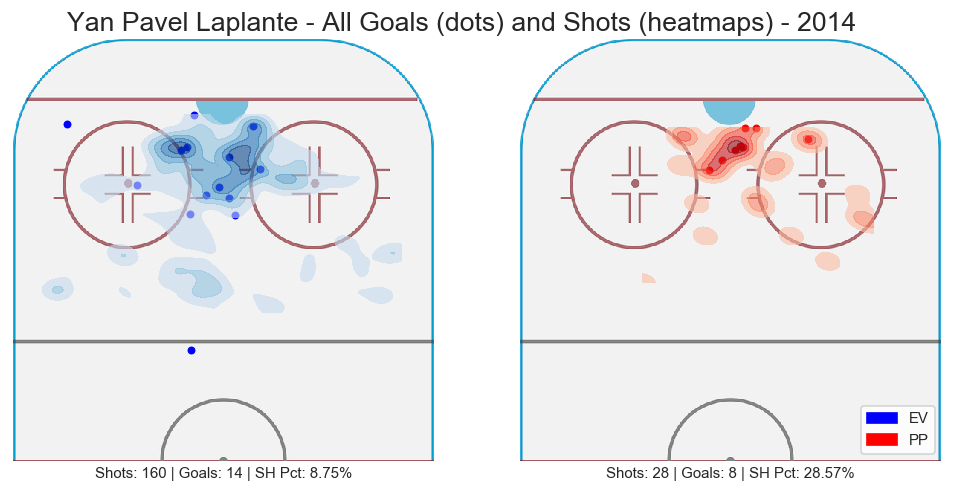 Yan Pavel Laplante - All Goals (dots) and Shots (heatmaps) - 2014
EV
PP
Shots: 160 | Goals: 14 | SH Pct: 8.75%
Shots: 28 | Goals: 8 | SH Pct: 28.57%